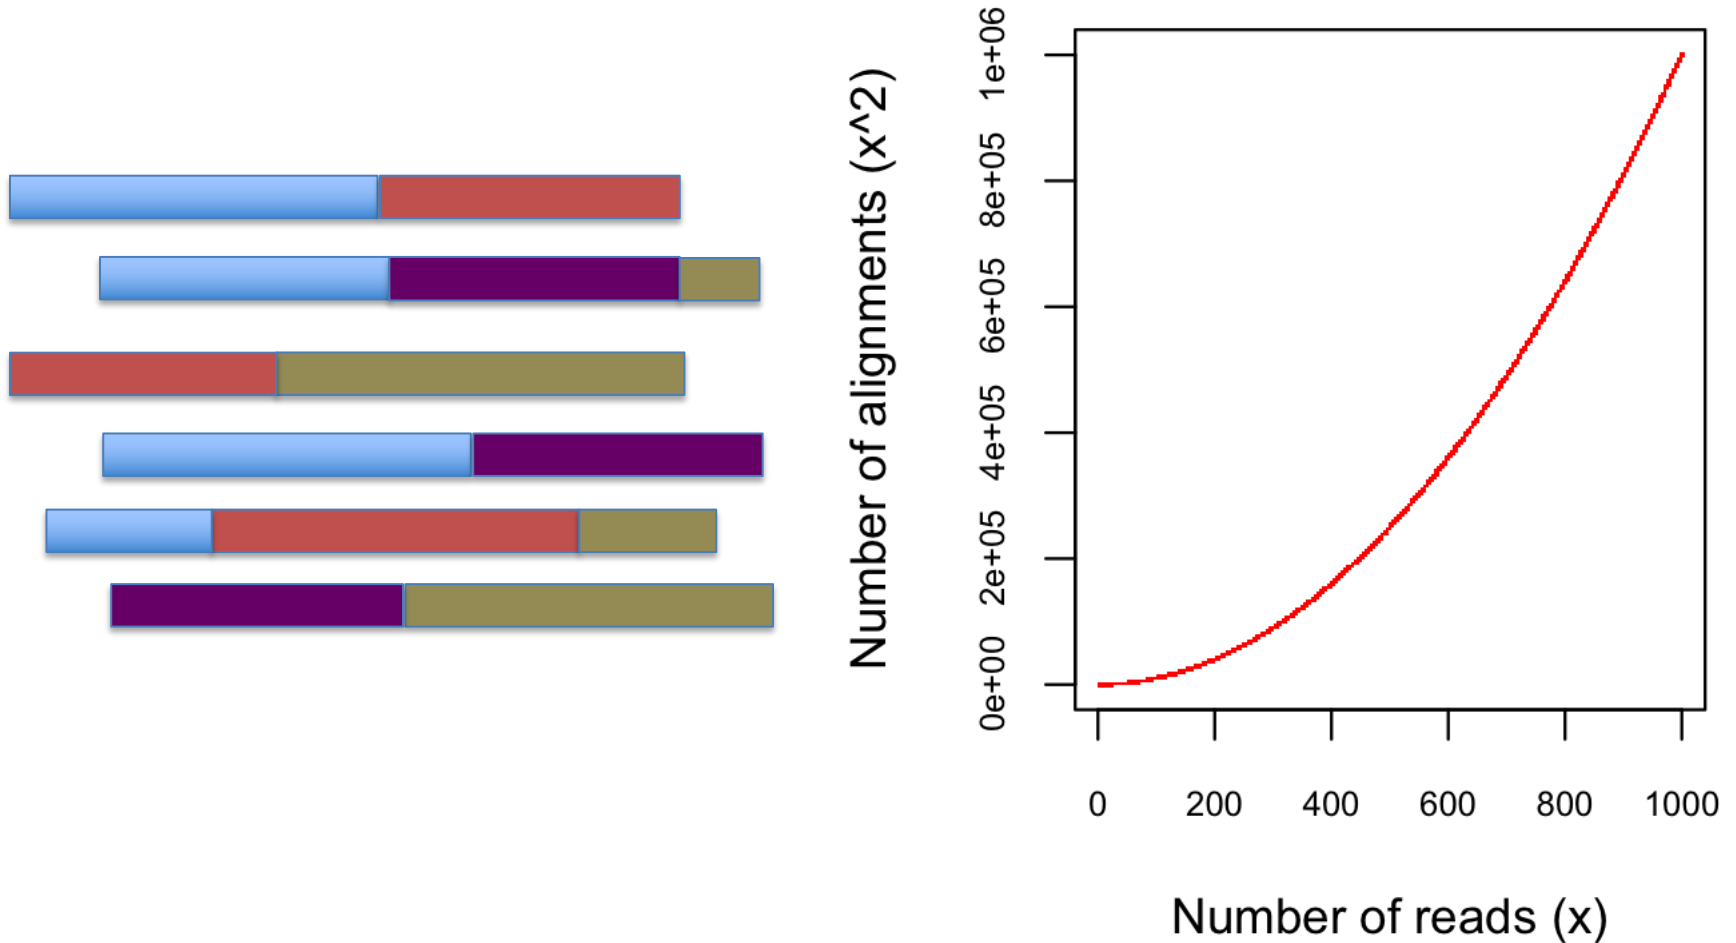 Number of alignments (x^2)
1e+06
8e+05
6e+05
4e+05
2e+05
0e+00
0 200 400 600 800 1000
Number of reads (x)